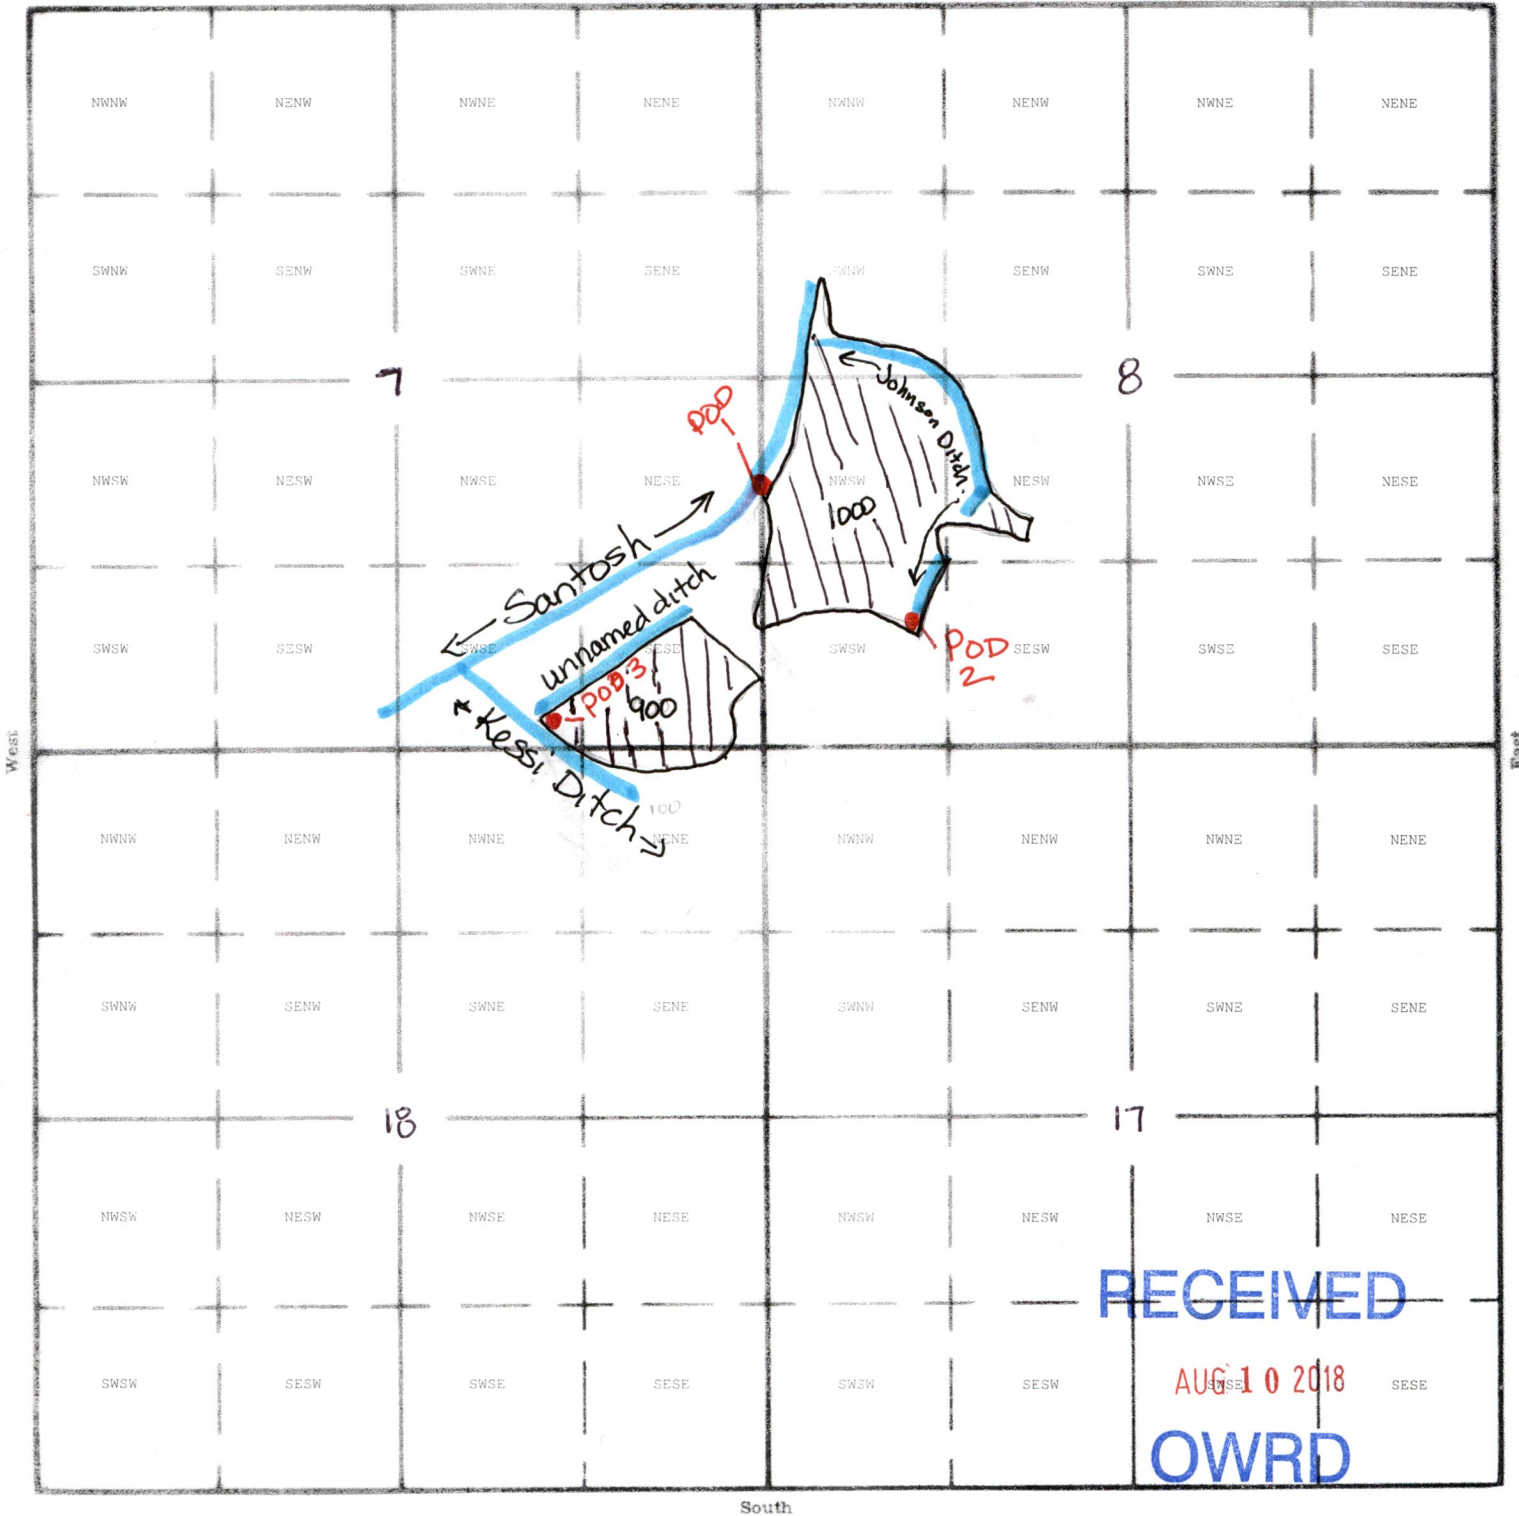 NWNW NENW NWNE NENE NWNW NENW NWNE NENE
SWNW SENW SWNE SENE SWNW SENW SWNE SENE
7
8
Johnson Ditch.
POD
1
NWSW NESW NWSE NESE NWSW NESW NWSE NESE
1000
Santosh
unnamed ditch
SWSW SESW SWSE SESE SWSW SESW SWSE SESE
POD 3
POD
2
900
Kessi Ditch
West
East
100
NWNW NENW NWNE NENE NWNW NENW NWNE NENE
SWNW SENW SWNE SENE SWNW SENW SWNE SENE
18
17
NWSW NESW NWSE NESE NWSW NESW NWSE NESE
RECEIVED
SWSW SESW SWSE SESE SWSW SESW SWSE SESE
AUG 10 2018
OWRD
South